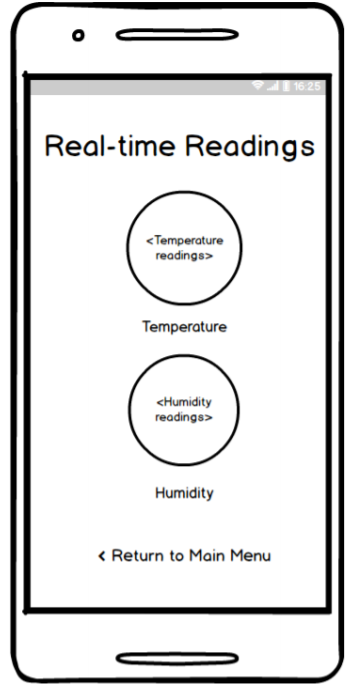 16:25
Real-time Readings
<Temperature
readings>
Temperature
<Humidity
readings>
Humidity
< Return to Main Menu